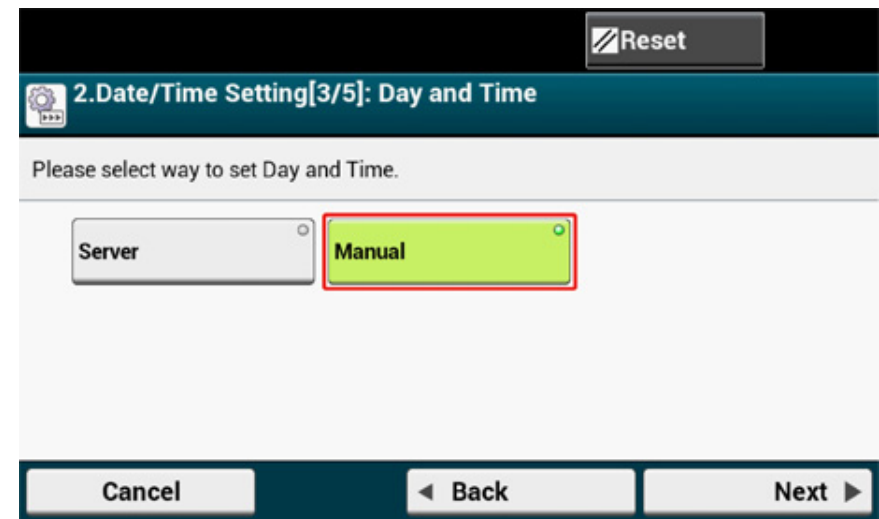 Reset
2.Date/Time Setting[3/5]: Day and Time
Please select way to set Day and Time.
Server
Manual
Cancel
Back
Next